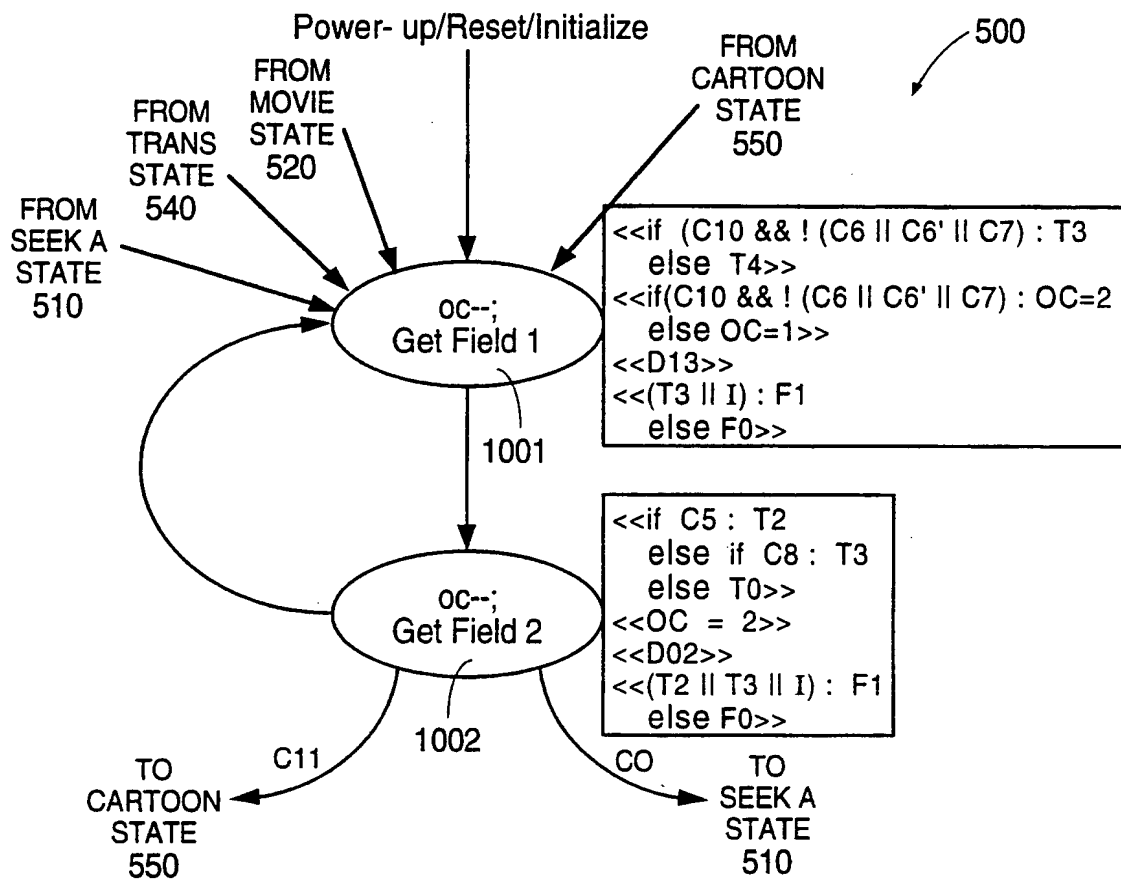 Power- up/Reset/Initialize
500
FROM
CARTOON
STATE
550
FROM
MOVIE
STATE
520
FROM
TRANS
STATE
540
FROM
SEEK A
STATE
510
oc--;
Get Field 1
1001
<<if (C10 && ! (C6 || C6' || C7) : T3
else T4>>
<<if(C10 && ! (C6 || C6' || C7) : OC=2
else OC=1>>
<<D13>>
<<(T3 || I) : F1
else F0>>
oc--;
Get Field 2
1002
<<if C5 : T2
else if C8 : T3
else T0>>
<<OC = 2>>
<<D02>>
<<(T2 || T3 || I) : F1
else F0>>
C11
TO
CARTOON
STATE
550
CO
TO
SEEK A
STATE
510